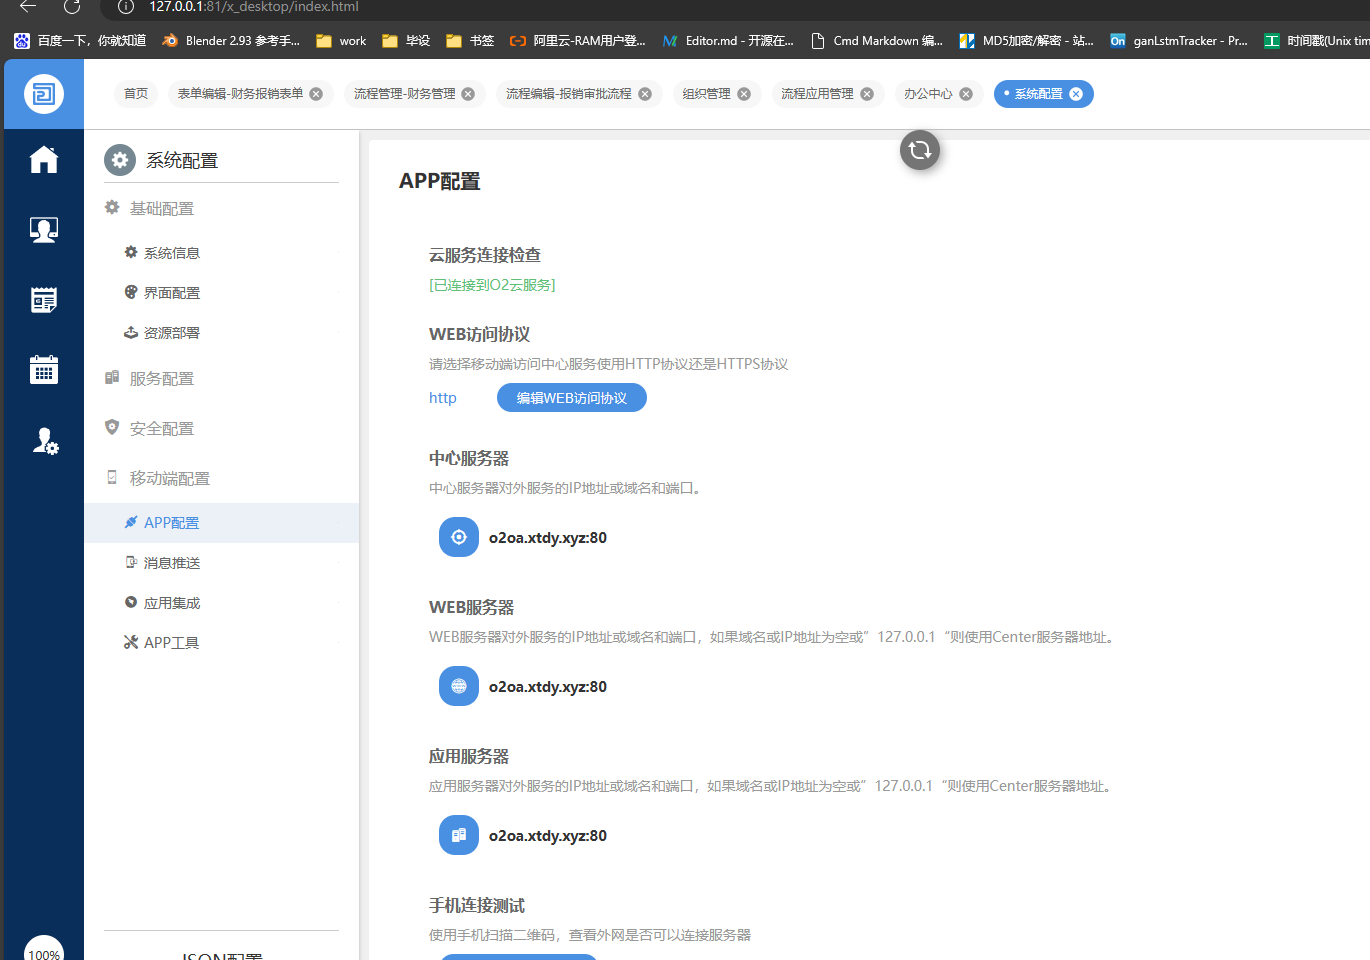 127.0.0.1:81/x_desktop/index.html
百度一下，你就知道
Blender 2.93 参考手...
work
毕设
书签
阿里云-RAM用户登...
Editor.md - 开源在...
Cmd Markdown 编...
MD5加密/解密 - 站...
On
ganLstmTracker - Pr...
工
时间戳(Unix tim
首页
表单编辑-财务报销表单
流程管理-财务管理
流程编辑-报销审批流程
组织管理
流程应用管理
办公中心
系统配置
系统配置
基础配置
系统信息
界面配置
资源部署
服务配置
安全配置
移动端配置
APP配置
消息推送
应用集成
APP工具
JSON配置
100%
APP配置
云服务连接检查
[已连接到O2云服务]
WEB访问协议
请选择移动端访问中心服务使用HTTP协议还是HTTPS协议
http
编辑WEB访问协议
中心服务器
中心服务器对外服务的IP地址或域名和端口。
o2oa.xtdy.xyz:80
WEB服务器
WEB服务器对外服务的IP地址或域名和端口，如果域名或IP地址为空或” 127.0.0.1 “则使用Center服务器地址。
o2oa.xtdy.xyz:80
应用服务器
应用服务器对外服务的IP地址或域名和端口，如果域名或IP地址为空或” 127.0.0.1 “则使用Center服务器地址。
o2oa.xtdy.xyz:80
手机连接测试
使用手机扫描二维码，查看外网是否可以连接服务器